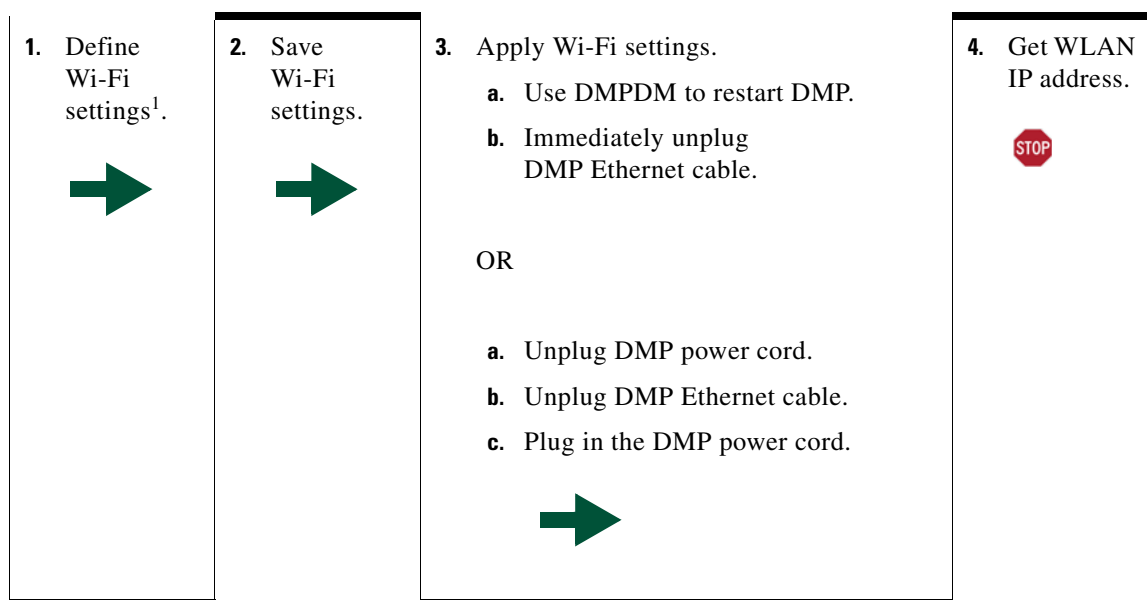 1. Define
Wi-Fi
settings1.
2. Save
Wi-Fi
settings.
3. Apply Wi-Fi settings.
a. Use DMPDM to restart DMP.
b. Immediately unplug
DMP Ethernet cable.
OR
a. Unplug DMP power cord.
b. Unplug DMP Ethernet cable.
c. Plug in the DMP power cord.
4. Get WLAN
IP address.
STOP